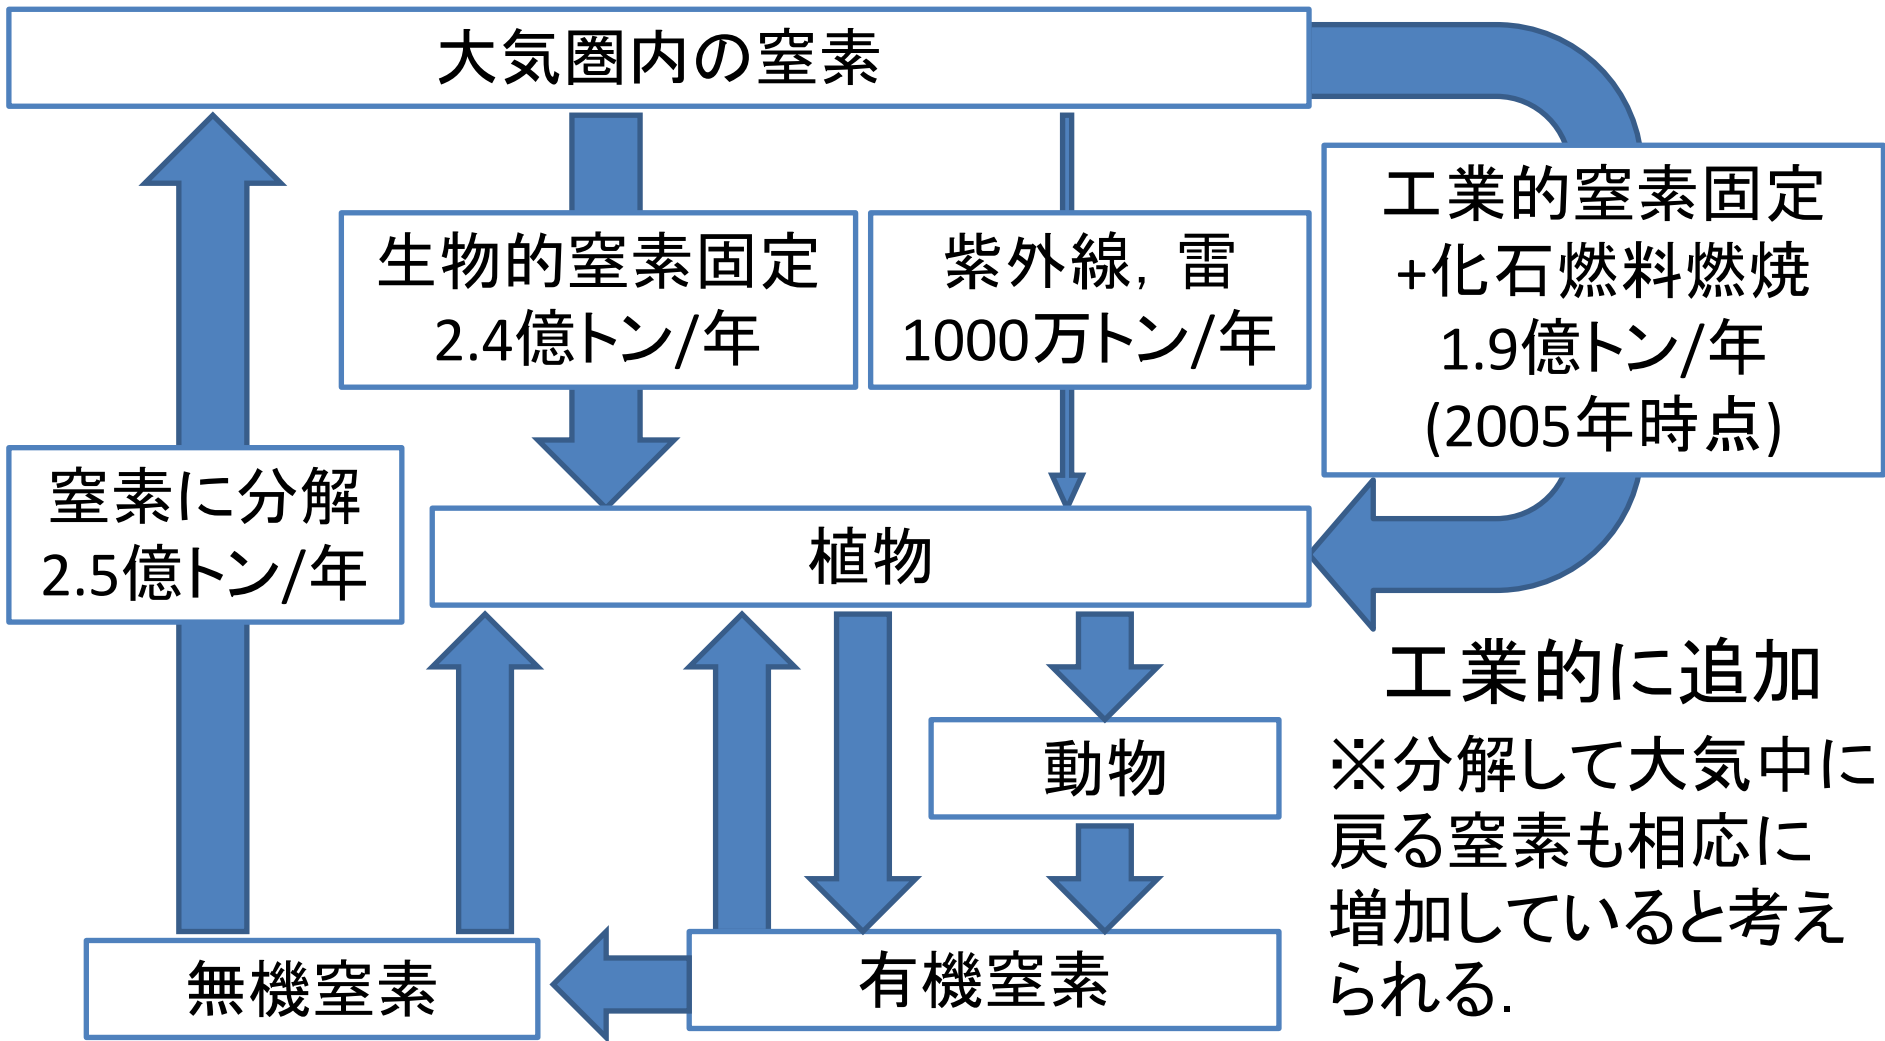 大気圏内の窒素
生物的窒素固定
2.4億トン/年
紫外線，雷
1000万トン/年
工業的窒素固定
+化石燃料燃焼
1.9億トン/年
(2005年時点)
窒素に分解
2.5億トン/年
植物
工業的に追加
動物
※分解して大気中に
戻る窒素も相応に
増加していると考え
られる．
無機窒素
有機窒素